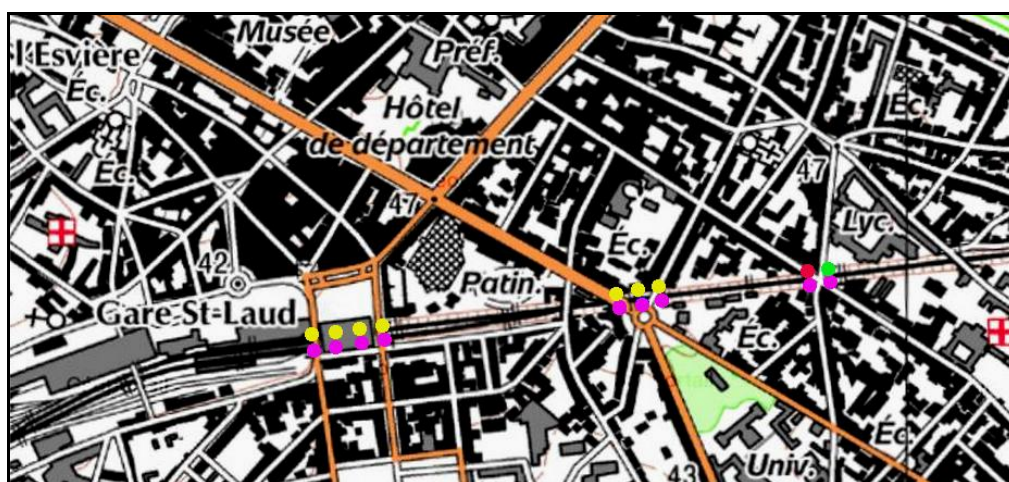 Musée
l'Esvière
Préf.
Éc.
Hôtel
de département
Éc.
Éc.
47
Éc.
47
Lyc.
Éc.
42
Patin.
Gare St-Laud
Éc.
Éc.
Univ.
43